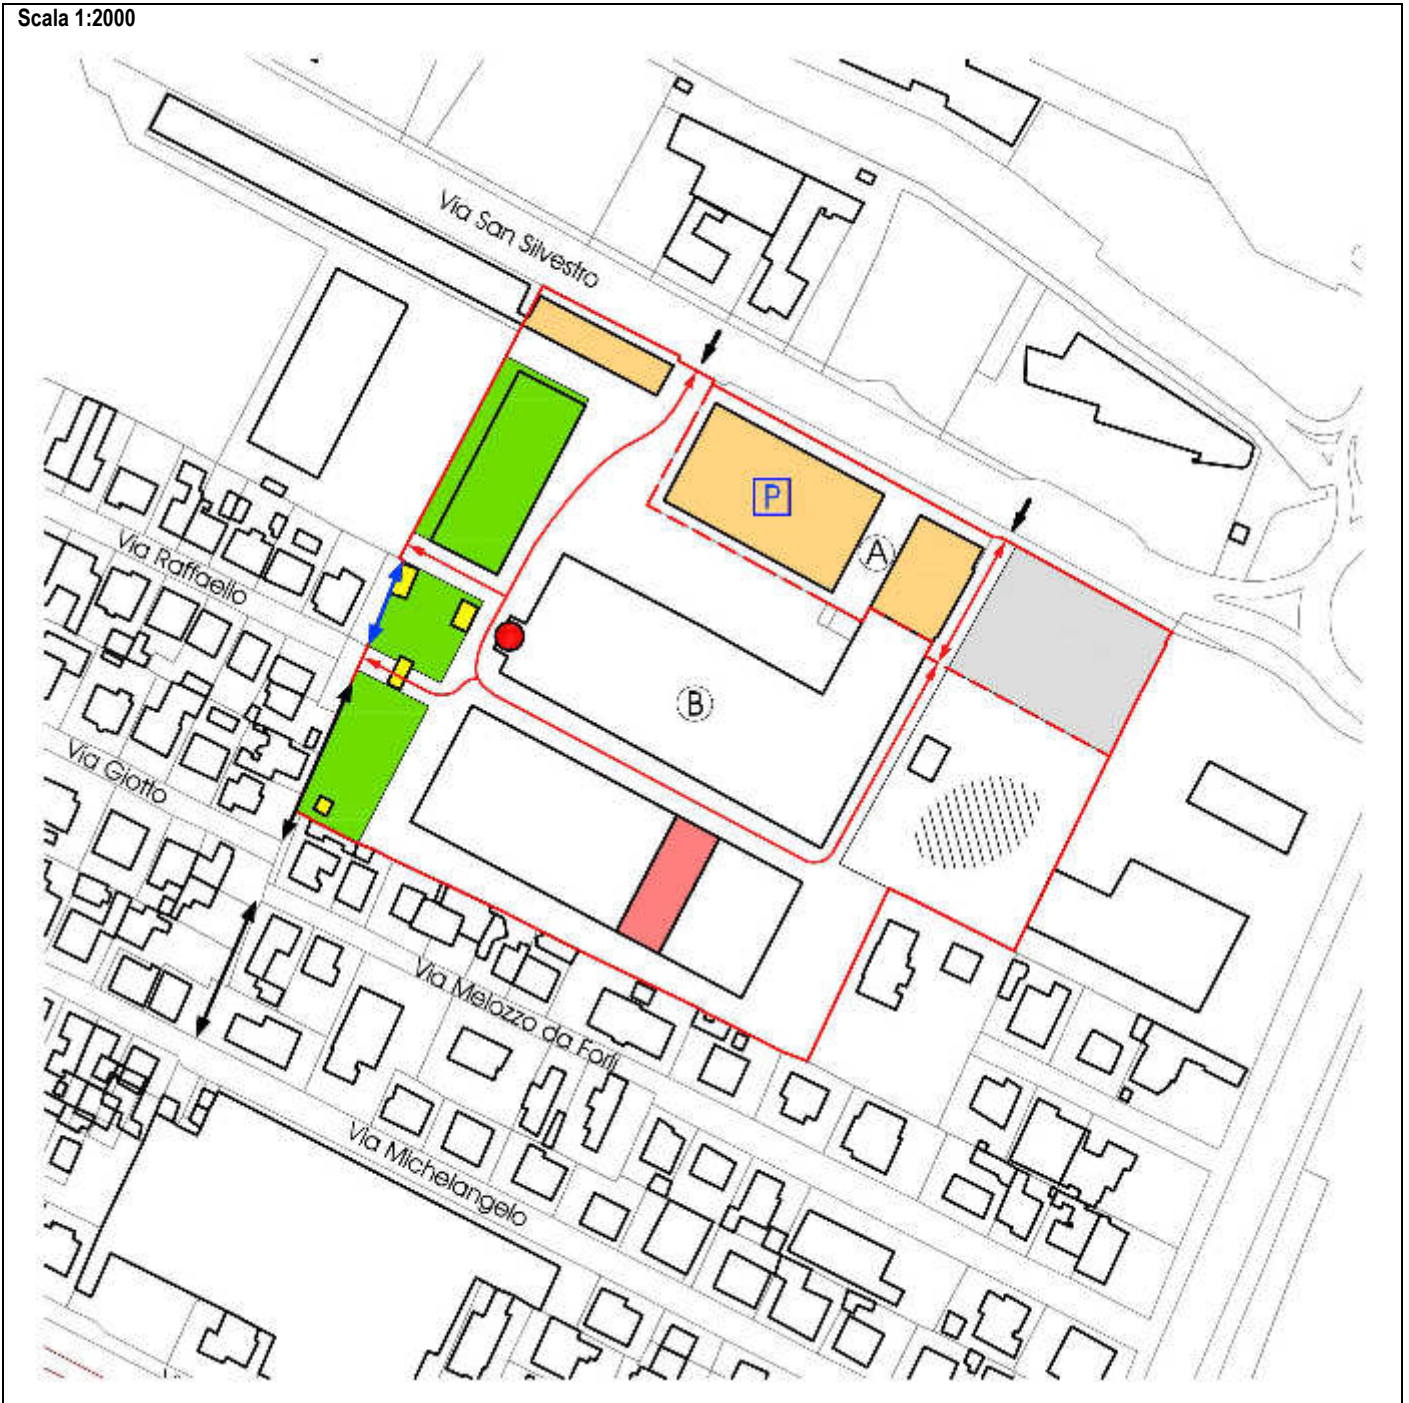 Scala 1:2000
Via San Silvestro
P
A
Via Raffaello
B
Via Giotto
Via Melozzo da Forlì
Via Michelangelo